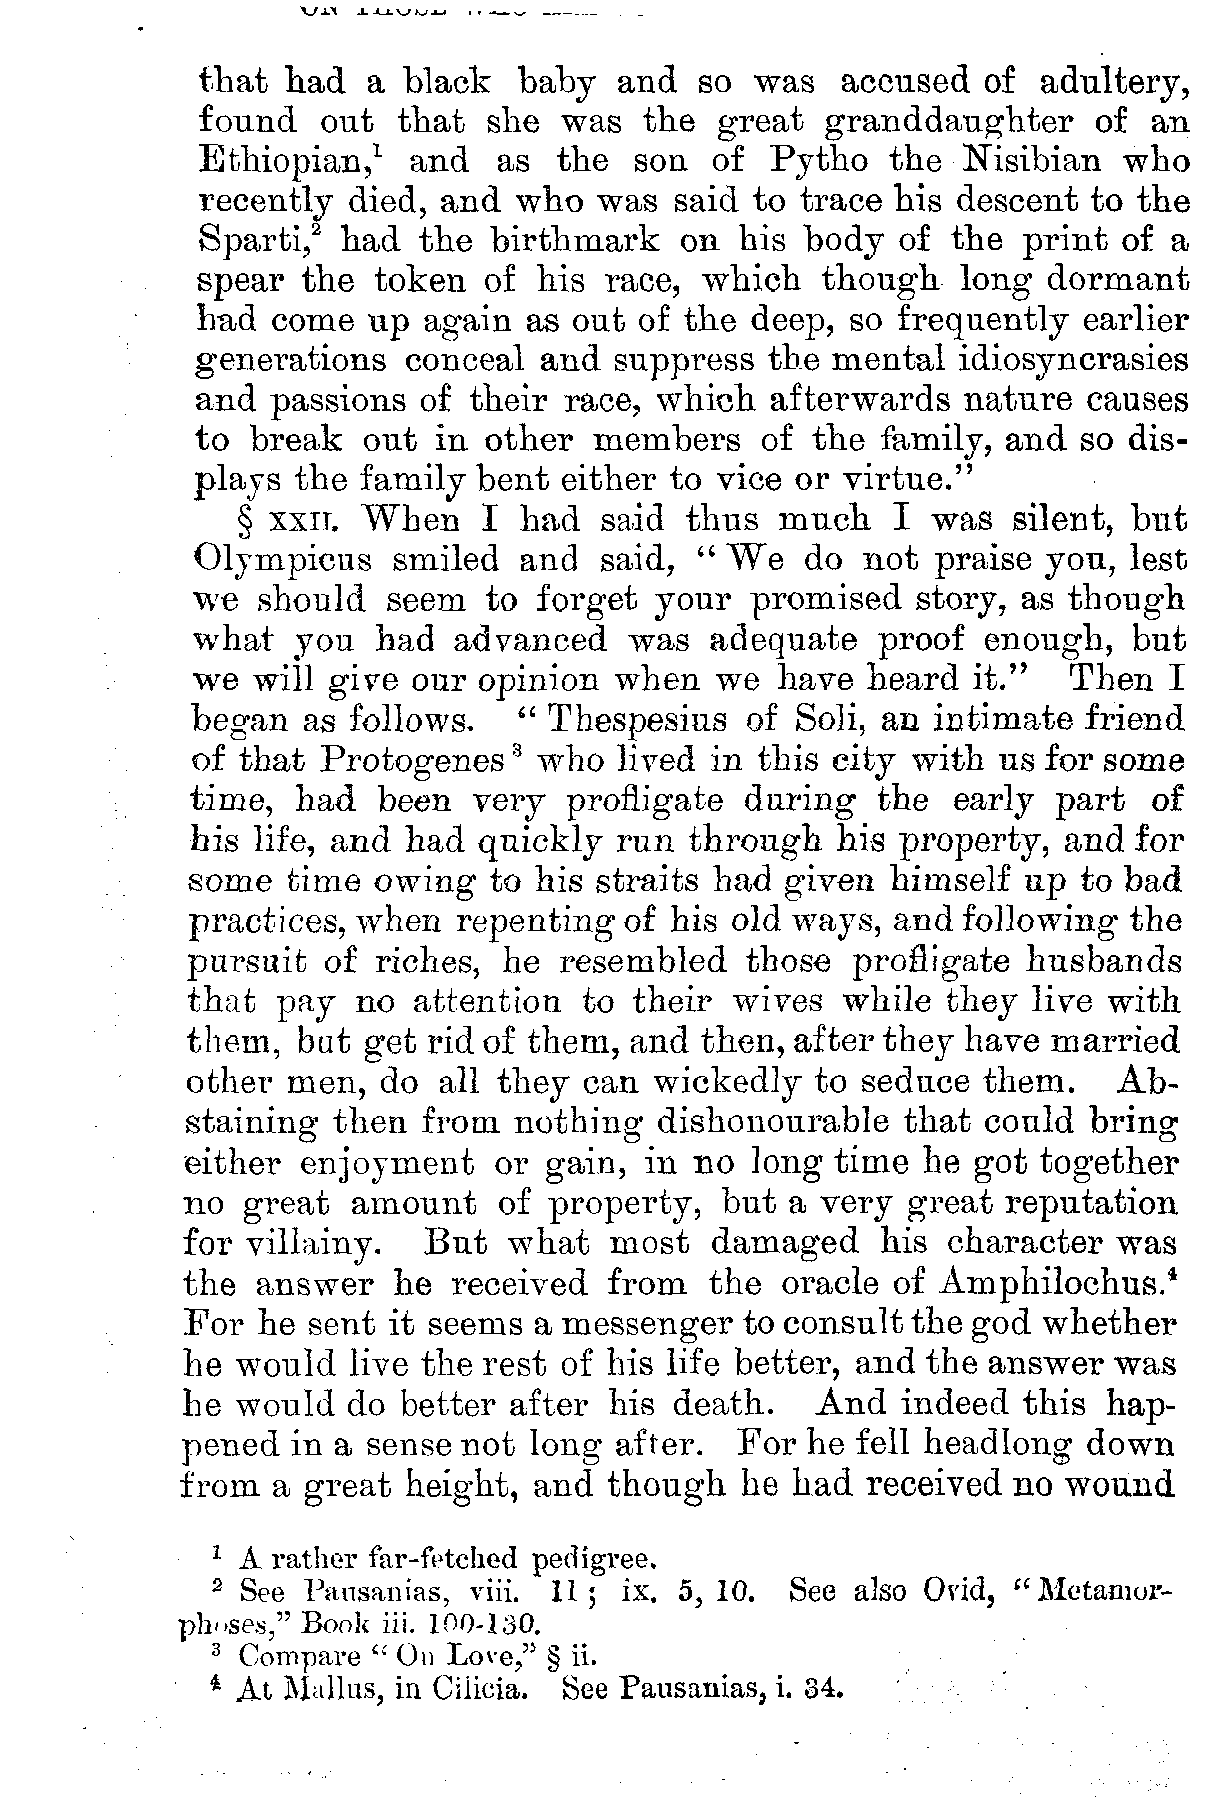 that had a black baby and so was accused of adultery,
found out that she was the great granddaughter of an
Ethiopian,¹ and as the son of Pytho the Nisibian who
recently died, and who was said to trace his descent to the
Sparti,² had the birthmark on his body of the print of a
spear the token of his race, which though long dormant
had come up again as out of the deep, so frequently earlier
generations conceal and suppress the mental idiosyncrasies
and passions of their race, which afterwards nature causes
to break out in other members of the family, and so dis-
plays the family bent either to vice or virtue.”
§ XXII. When I had said thus much I was silent, but
Olympicus smiled and said, “ We do not praise you, lest
we should seem to forget your promised story, as though
what you had advanced was adequate proof enough, but
we will give our opinion when we have heard it.” Then I
began as follows. “ Thespesius of Soli, an intimate friend
of that Protogenes³ who lived in this city with us for some
time, had been very profligate during the early part of
his life, and had quickly run through his property, and for
some time owing to his straits had given himself up to bad
practices, when repenting of his old ways, and following the
pursuit of riches, he resembled those profligate husbands
that pay no attention to their wives while they live with
them, but get rid of them, and then, after they have married
other men, do all they can wickedly to seduce them. Ab-
staining then from nothing dishonourable that could bring
either enjoyment or gain, in no long time he got together
no great amount of property, but a very great reputation
for villainy. But what most damaged his character was
the answer he received from the oracle of Amphilochus.⁴
For he sent it seems a messenger to consult the god whether
he would live the rest of his life better, and the answer was
he would do better after his death. And indeed this hap-
pened in a sense not long after. For he fell headlong down
from a great height, and though he had received no wound
¹ A rather far-fetched pedigree.
² See Pausanias, viii. 11 ; ix. 5, 10. See also Ovid, “ Metamor-
phoses,” Book iii. 100-130.
³ Compare “ On Love,” § ii.
⁴ At Mallus, in Cilicia. See Pausanias, i. 34.